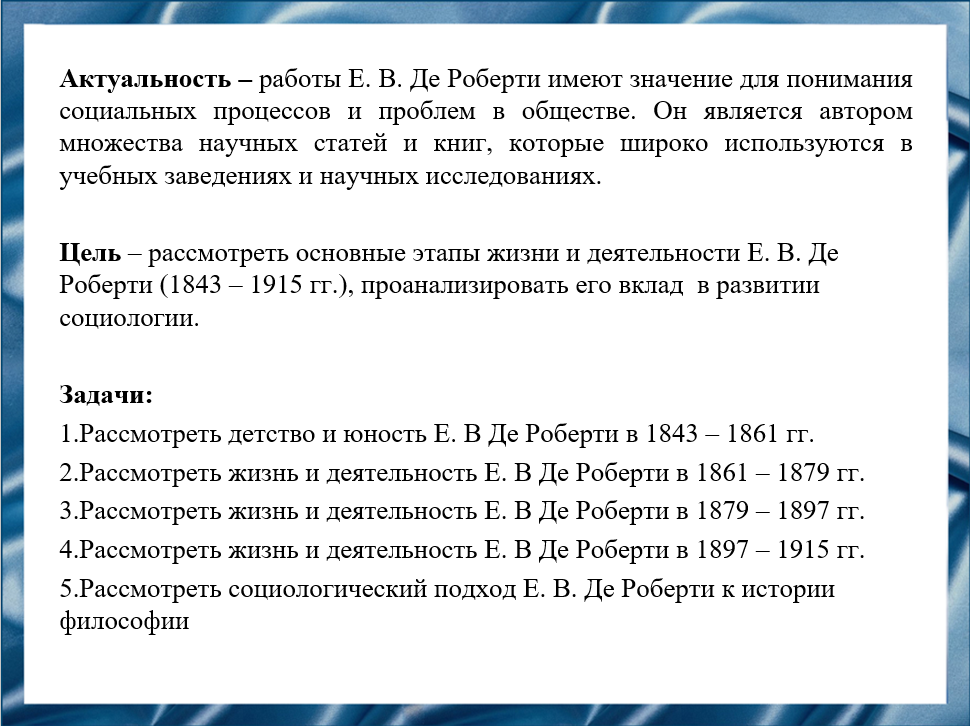 Актуальность – работы Е. В. Де Роберти имеют значение для понимания
социальных процессов и проблем в обществе. Он является автором
множества научных статей и книг, которые широко используются в
учебных заведениях и научных исследованиях.
Цель – рассмотреть основные этапы жизни и деятельности Е. В. Де
Роберти (1843 – 1915 гг.), проанализировать его вклад  в развитии
социологии.
Задачи:
1.Рассмотреть детство и юность Е. В Де Роберти в 1843 – 1861 гг.
2.Рассмотреть жизнь и деятельность Е. В Де Роберти в 1861 – 1879 гг.
3.Рассмотреть жизнь и деятельность Е. В Де Роберти в 1879 – 1897 гг.
4.Рассмотреть жизнь и деятельность Е. В Де Роберти в 1897 – 1915 гг.
5.Рассмотреть социологический подход Е. В. Де Роберти к истории
философии